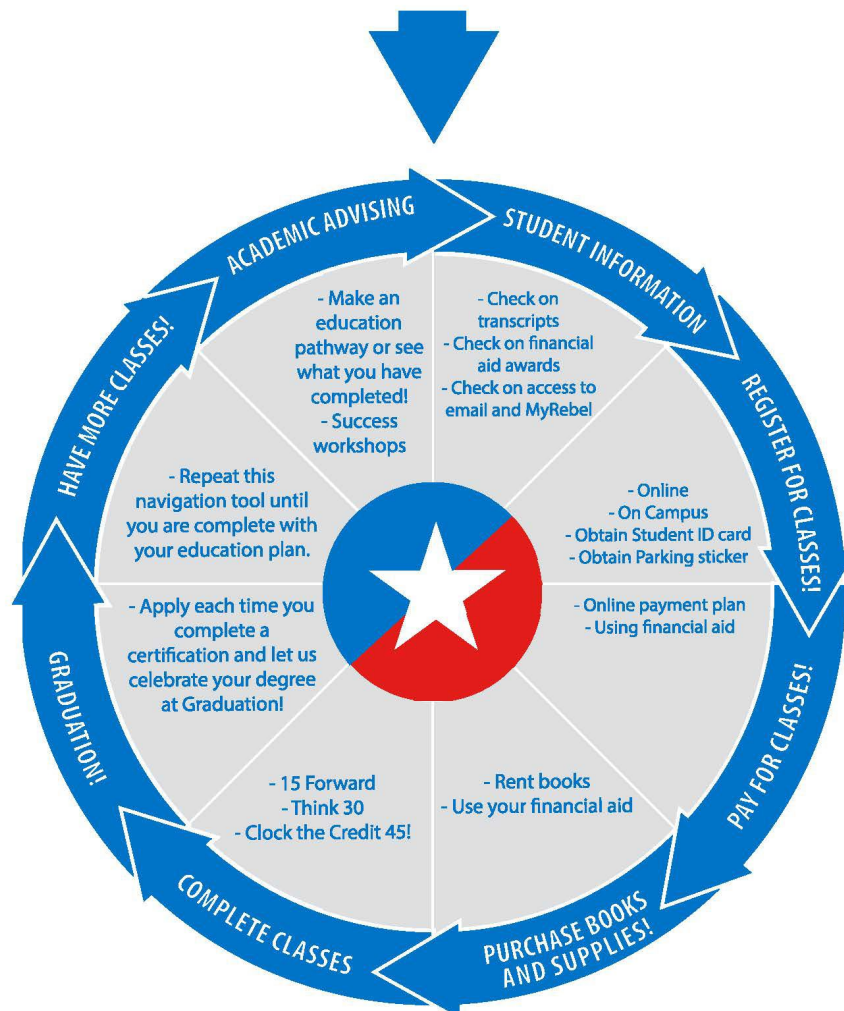 STUDENT INFORMATION
- Check on
transcripts
- Check on financial
aid awards
- Check on access to
email and MyRebel
REGISTER FOR CLASSES!
- Online
- On Campus
- Obtain Student ID card
- Obtain Parking sticker
PAY FOR CLASSES!
- Online payment plan
- Using financial aid
PURCHASE BOOKS
AND SUPPLIES!
- Rent books
- Use your financial aid
COMPLETE CLASSES
- 15 Forward
- Think 30
- Clock the Credit 45!
GRADUATION!
- Apply each time you
complete a
certification and let us
celebrate your degree
at Graduation!
HAVE MORE CLASSES!
- Repeat this
navigation tool until
you are complete with
your education plan.
ACADEMIC ADVISING
- Make an
education
pathway or see
what you have
completed!
- Success
workshops